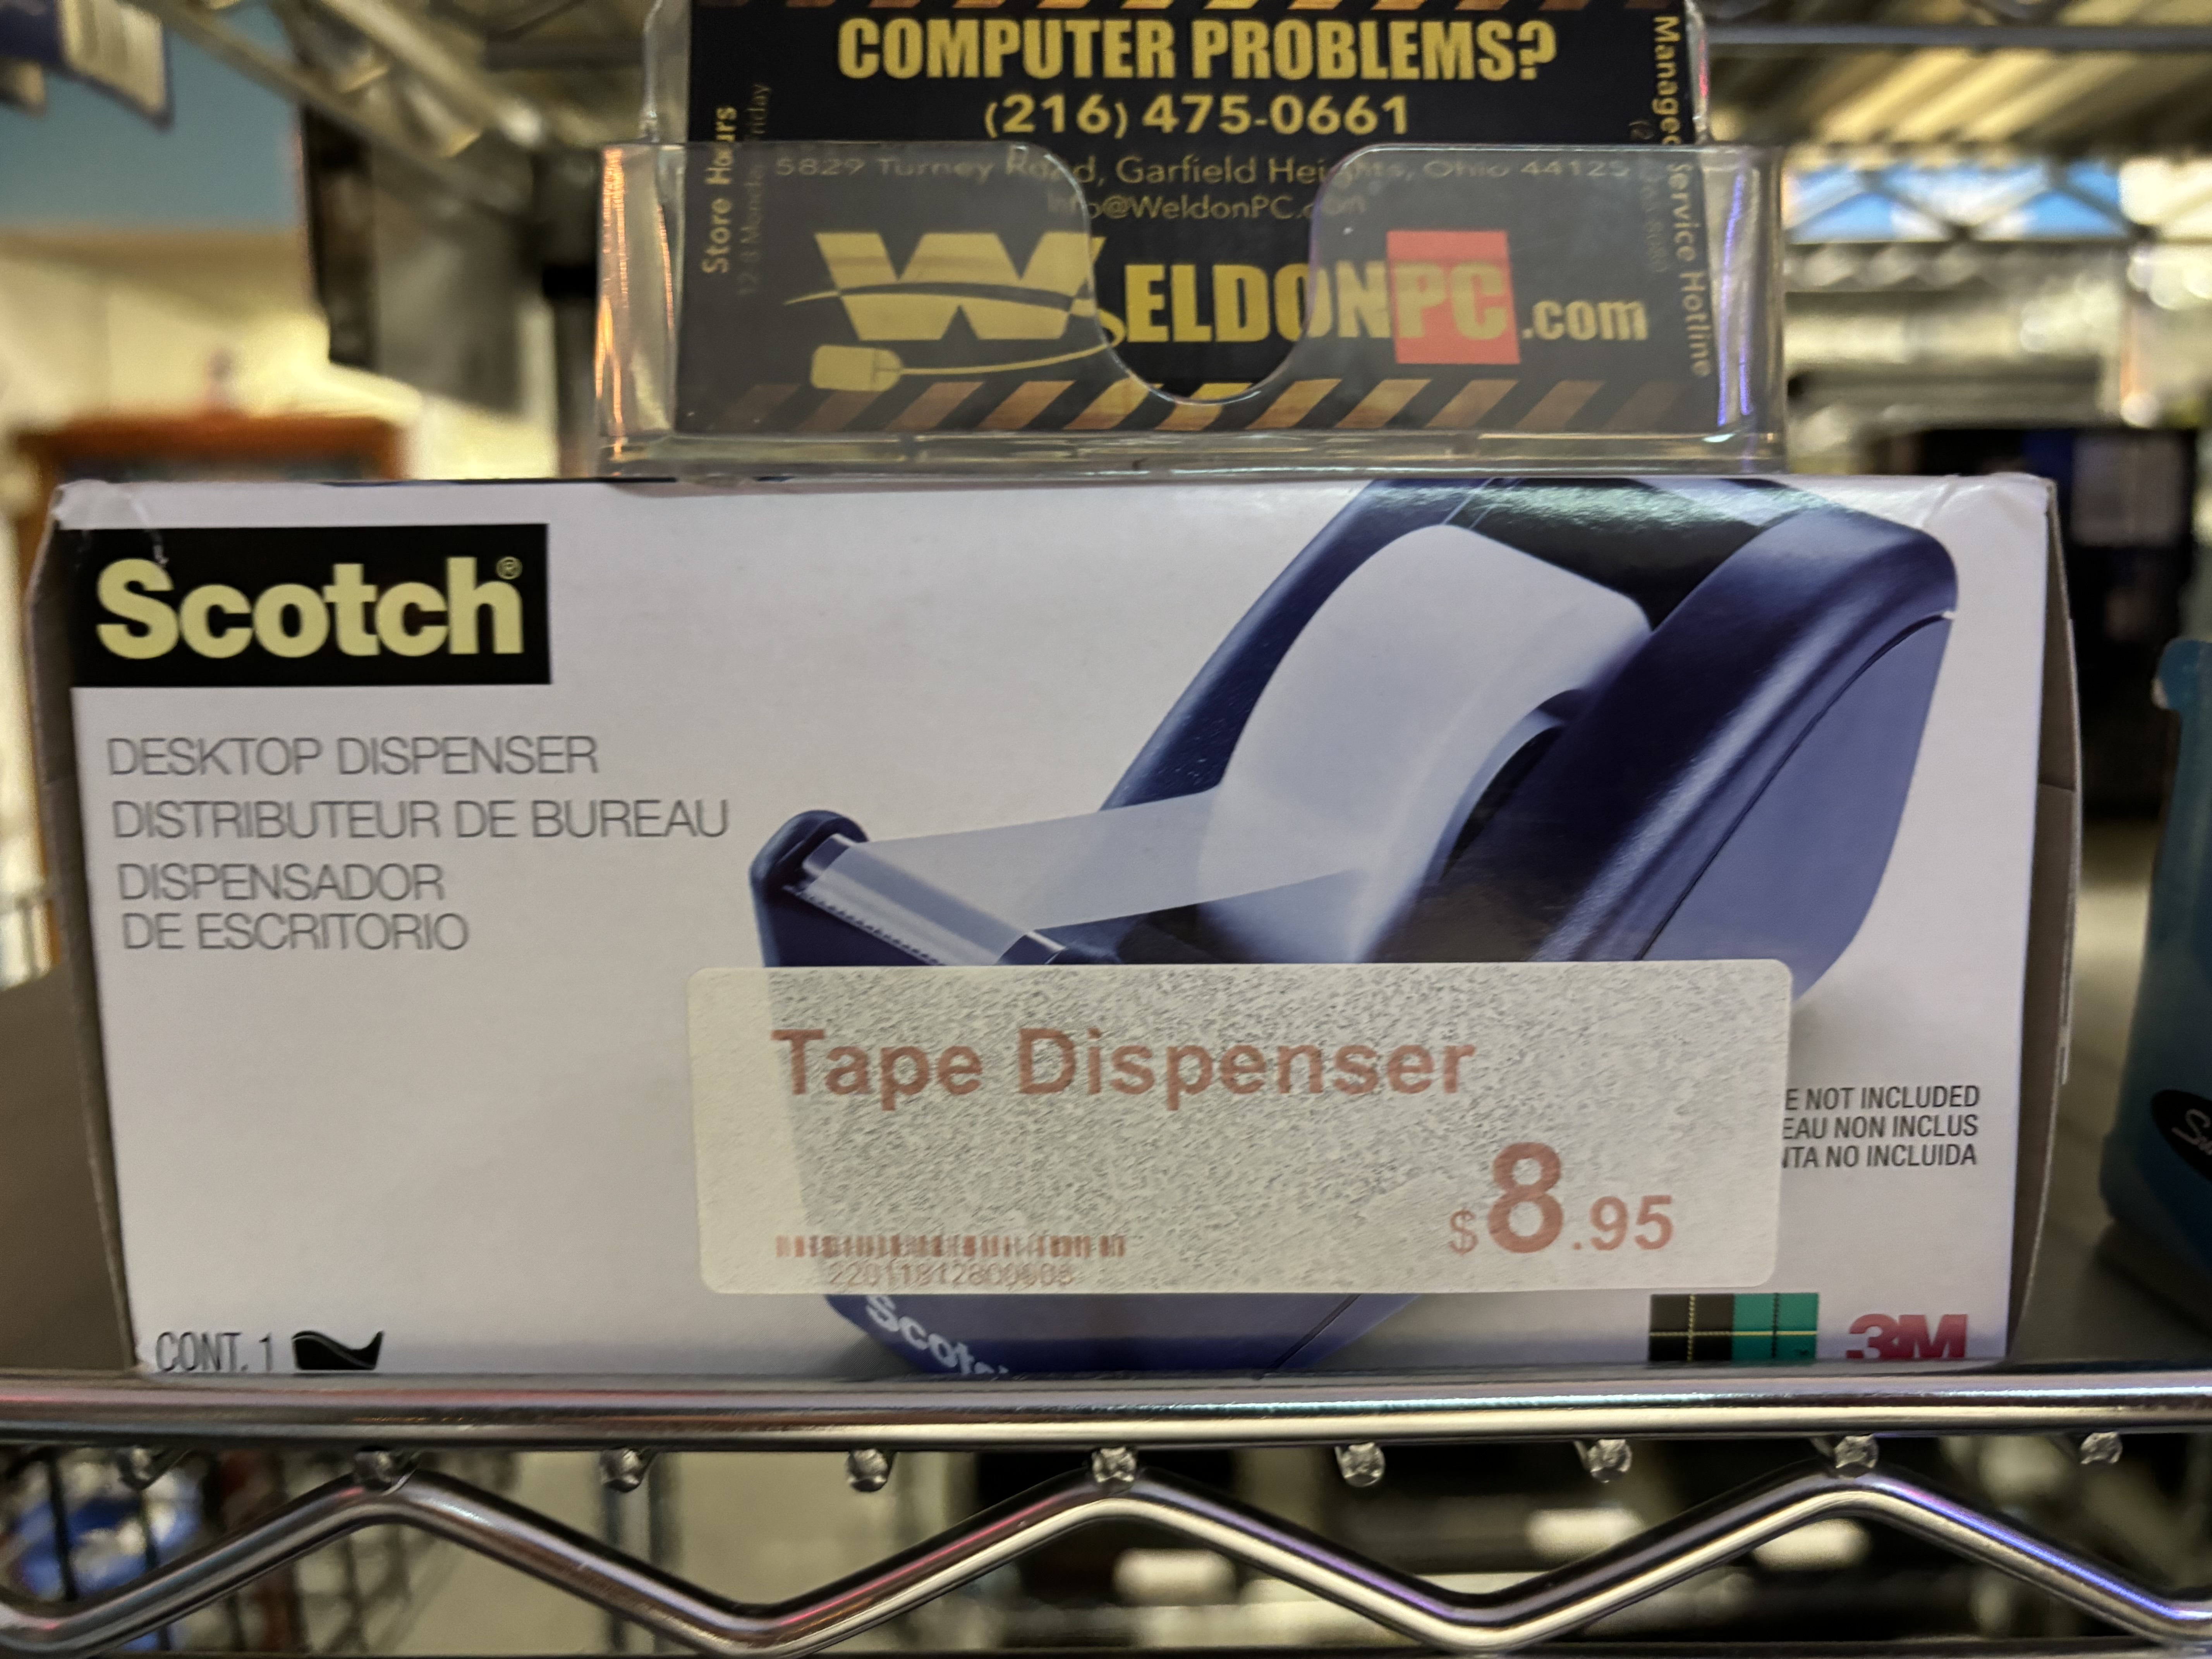 COMPUTER PROBLEMS?
(216) 475-0661
5829 Turney Road, Garfield Heights, Ohio 44125
Info@WeldonPC.com
WELDONPC.com
Store Hours
Managed Service Hotline
Scotch®
DESKTOP DISPENSER
DISTRIBUTEUR DE BUREAU
DISPENSADOR
DE ESCRITORIO
Tape Dispenser
$8.95
NOT INCLUDED
NON INCLUS
NO INCLUIDA
CONT. 1
3M